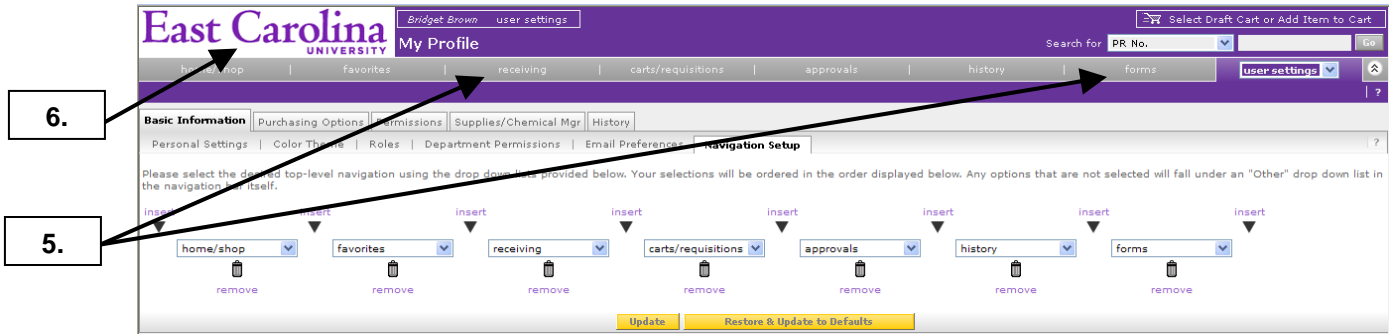 East Carolina
UNIVERSITY
Bridget Brown user settings
Select Draft Cart or Add Item to Cart
My Profile
Search for PR No. Go
home/shop | favorites | receiving | carts/requisitions | approvals | history | forms user settings
| ?
6.
Basic Information Purchasing Options Permissions Supplies/Chemical Mgr History
Personal Settings | Color Theme | Roles | Department Permissions | Email Preferences Navigation Setup ?
Please select the desired top-level navigation using the drop down lists provided below. Your selections will be ordered in the order displayed below. Any options that are not selected will fall under an "Other" drop down list in
the navigation bar itself.
insert insert insert insert insert insert insert insert
5.
home/shop favorites receiving carts/requisitions approvals history forms
remove remove remove remove remove remove remove
Update Restore & Update to Defaults